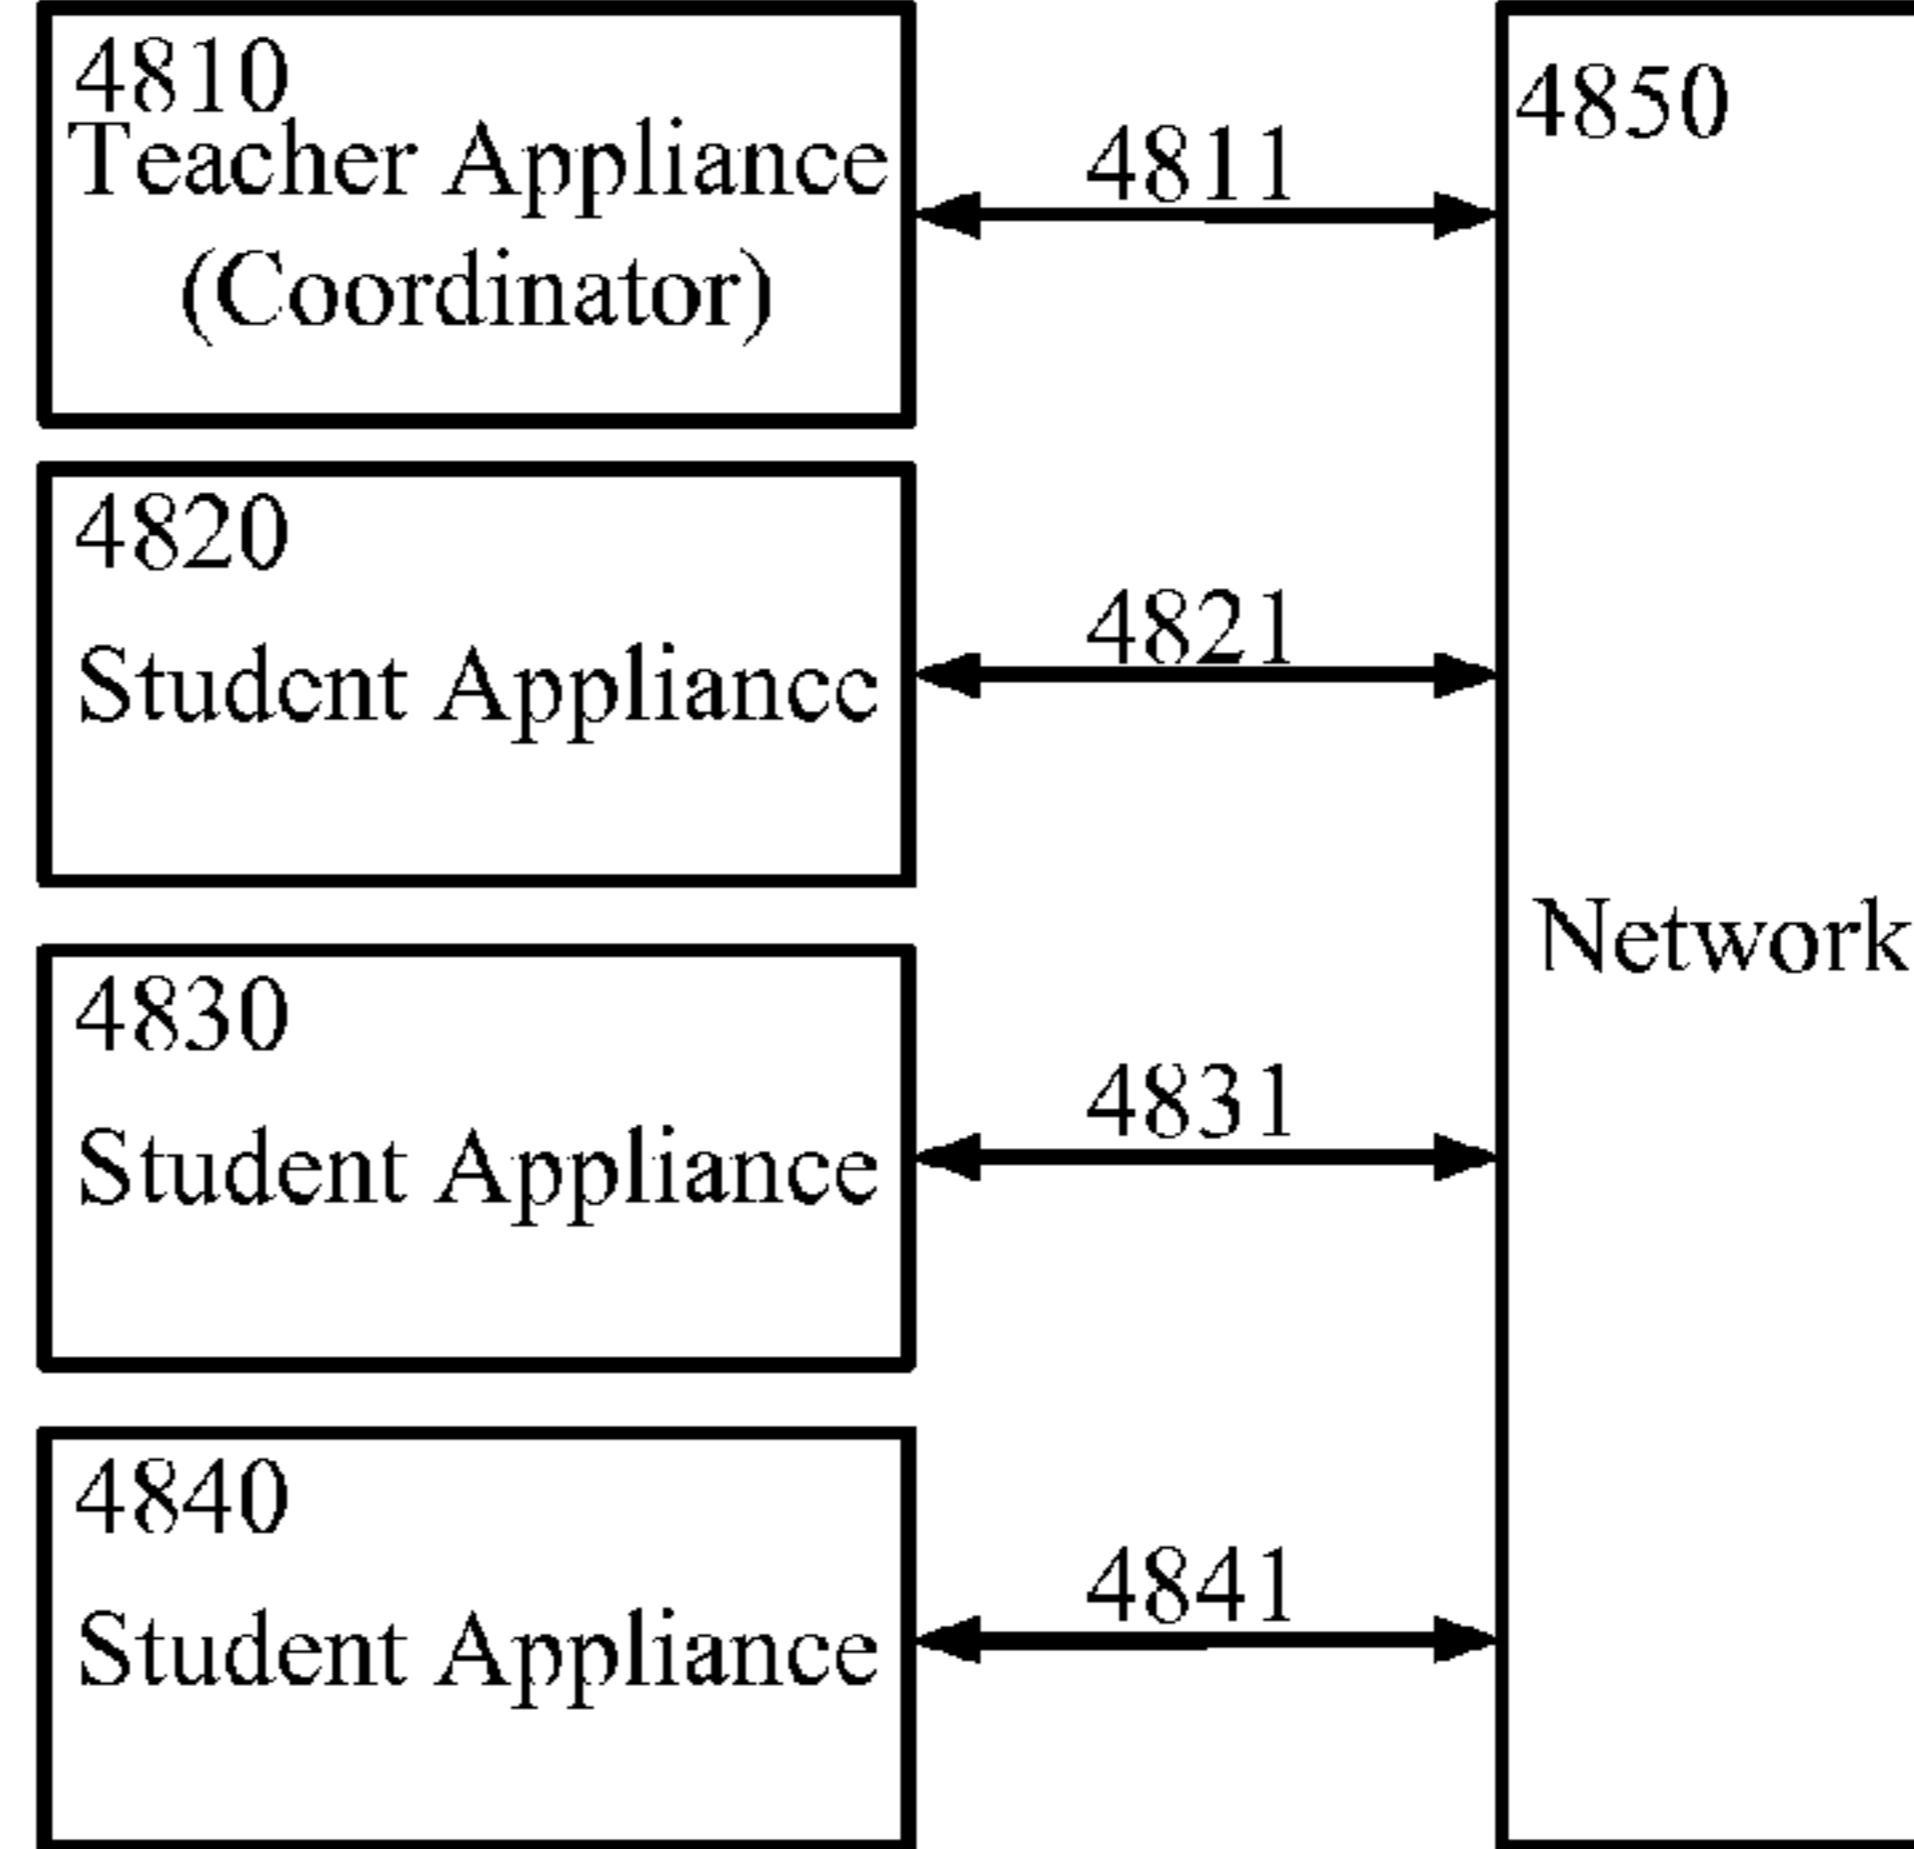 4810
Teacher Appliance
(Coordinator)
4811
4820
Student Appliance
4821
4830
Student Appliance
4831
4840
Student Appliance
4841
4850
Network